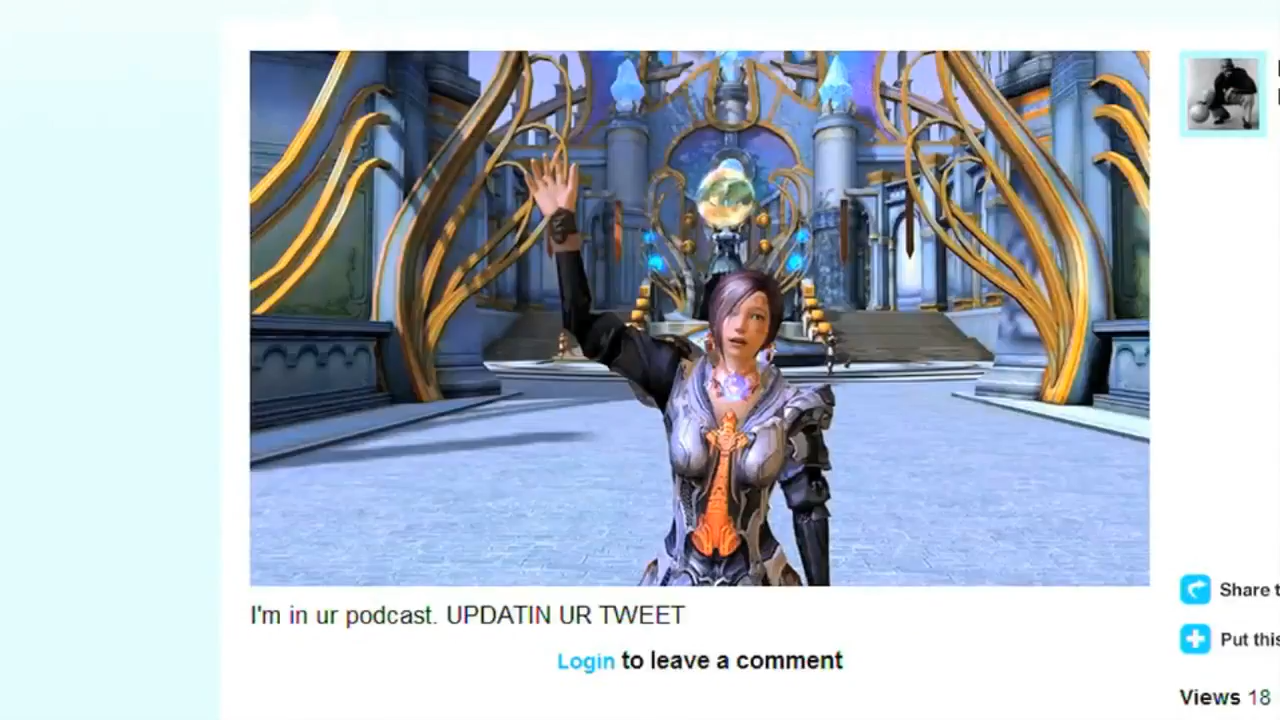 I'm in ur podcast. UPDATIN UR TWEET
Login to leave a comment
Share
Put this
Views 18